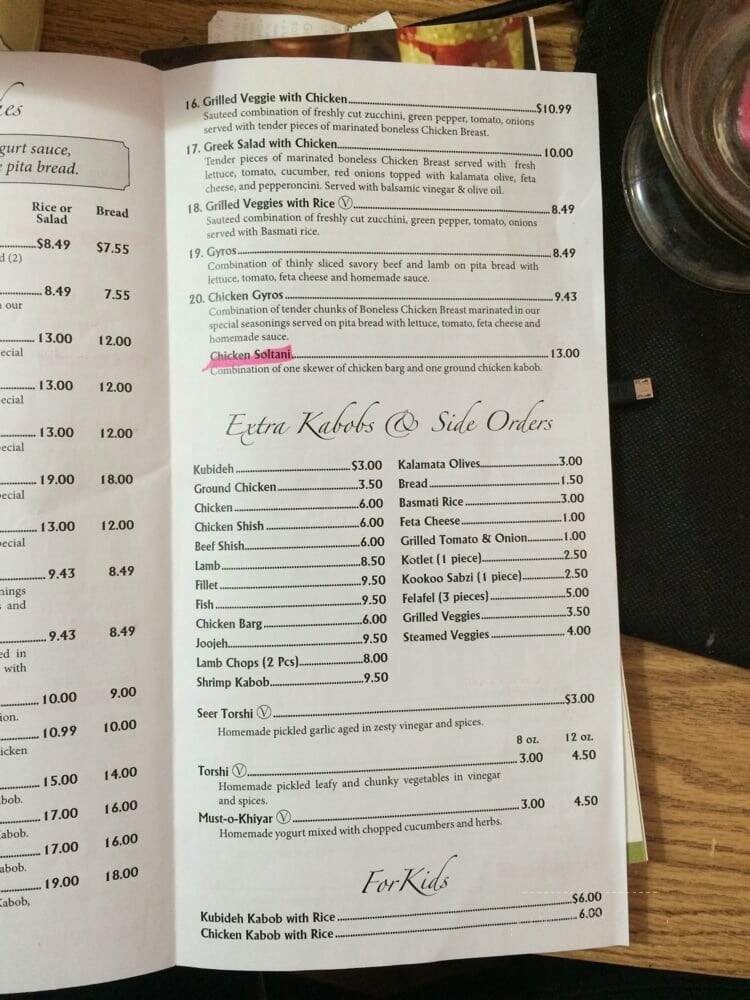 es
gurt sauce,
e pita bread.
Rice or
Salad
Bread
$8.49 $7.55
d (2)
8.49 7.55
n our
13.00 12.00
ecial
13.00 12.00
ecial
13.00 12.00
ecial
19.00 18.00
ecial
13.00 12.00
ecial
9.43 8.49
nings
s and
9.43 8.49
ed in
with
10.00 9.00
ion.
10.99 10.00
icken
15.00 14.00
bob.
17.00 16.00
Kabob.
17.00 16.00
abob.
19.00 18.00
Kabob,
16. Grilled Veggie with Chicken $10.99
Sauteed combination of freshly cut zucchini, green pepper, tomato, onions
served with tender pieces of marinated boneless Chicken Breast.
17. Greek Salad with Chicken 10.00
Tender pieces of marinated boneless Chicken Breast served with fresh
lettuce, tomato, cucumber, red onions topped with kalamata olive, feta
cheese, and pepperoncini. Served with balsamic vinegar & olive oil.
18. Grilled Veggies with Rice Ⓥ 8.49
Sauteed combination of freshly cut zucchini, green pepper, tomato, onions
served with Basmati rice.
19. Gyros 8.49
Combination of thinly sliced savory beef and lamb on pita bread with
lettuce, tomato, feta cheese and homemade sauce.
20. Chicken Gyros 9.43
Combination of tender chunks of Boneless Chicken Breast marinated in our
special seasonings served on pita bread with lettuce, tomato, feta cheese and
homemade sauce.
Chicken Soltani 13.00
Combination of one skewer of chicken barg and one ground chicken kabob.
Extra Kabobs & Side Orders
Kubideh $3.00
Ground Chicken 3.50
Chicken 6.00
Chicken Shish 6.00
Beef Shish 6.00
Lamb 8.50
Fillet 9.50
Fish 9.50
Chicken Barg 6.00
Joojeh 9.50
Lamb Chops (2 Pcs) 8.00
Shrimp Kabob 9.50
Kalamata Olives 3.00
Bread 1.50
Basmati Rice 3.00
Feta Cheese 1.00
Grilled Tomato & Onion 1.00
Kotlet (1 piece) 2.50
Kookoo Sabzi (1 piece) 2.50
Felafel (3 pieces) 5.00
Grilled Veggies 3.50
Steamed Veggies 4.00
Seer Torshi Ⓥ $3.00
Homemade pickled garlic aged in zesty vinegar and spices.
8 oz. 12 oz.
Torshi Ⓥ 3.00 4.50
Homemade pickled leafy and chunky vegetables in vinegar
and spices.
Must-o-Khiyar Ⓥ 3.00 4.50
Homemade yogurt mixed with chopped cucumbers and herbs.
For Kids
Kubideh Kabob with Rice $6.00
Chicken Kabob with Rice 6.00